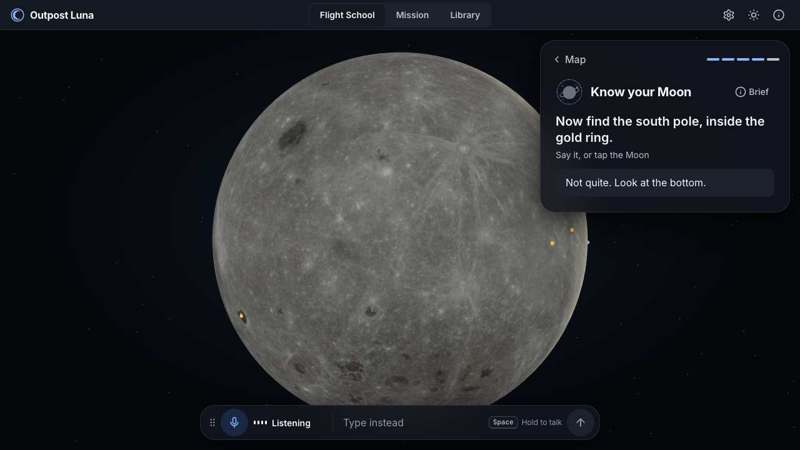 Outpost Luna
Flight School
Mission
Library
Map
Know your Moon
Brief
Now find the south pole, inside the
gold ring.
Say it, or tap the Moon
Not quite. Look at the bottom.
Listening
Type instead
Space
Hold to talk